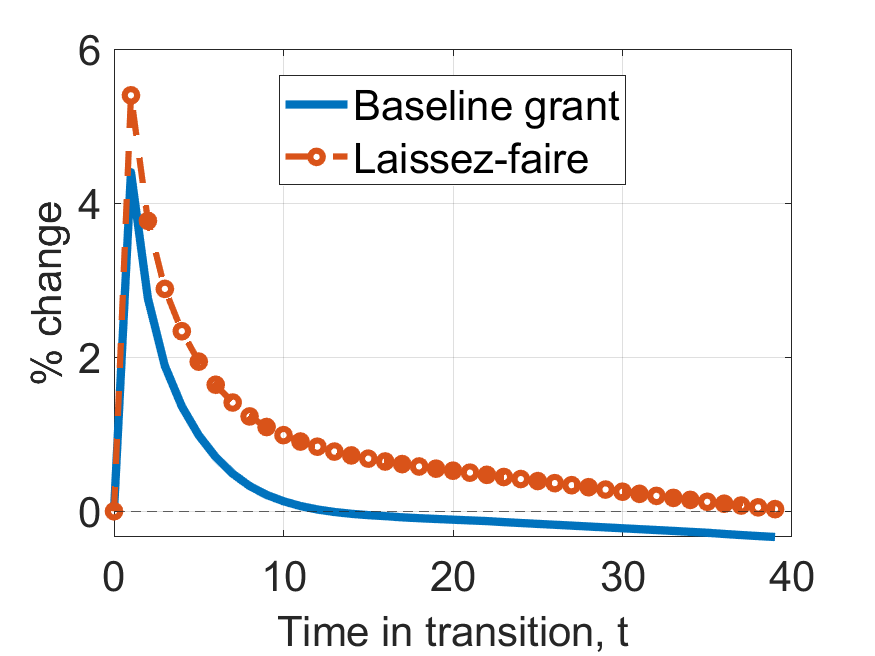 6
4
2
0
% change
Baseline grant
Laissez-faire
0 10 20 30 40
Time in transition, t